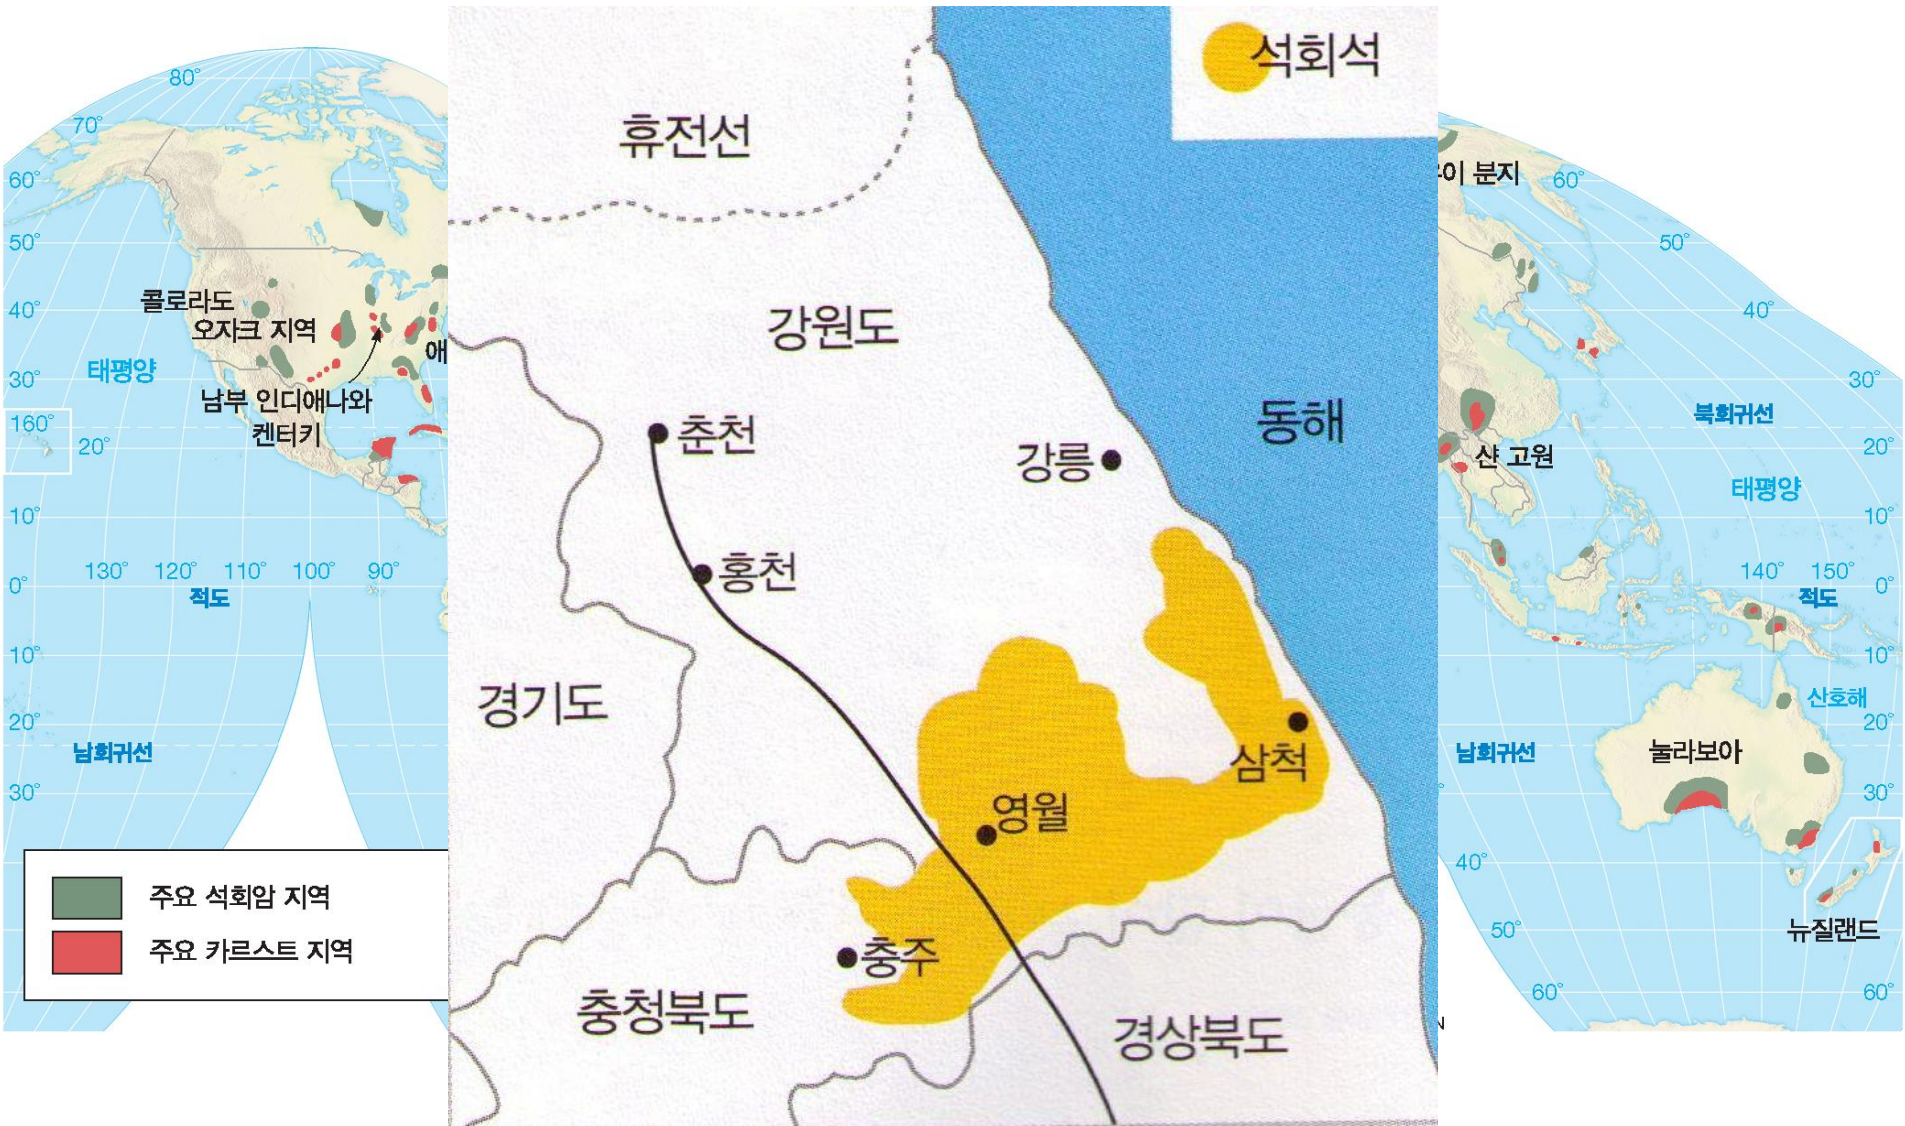 80°
70°
60°
50°
40°
30°
160°
20°
10°
0°
10°
20°
30°
130° 120° 110° 100° 90°
콜로라도
오자크 지역
애
태평양
남부 인디애나와
켄터키
적도
남회귀선
주요 석회암 지역
주요 카르스트 지역
석회석
휴전선
강원도
동해
춘천
강릉
홍천
경기도
삼척
영월
충주
충청북도
경상북도
이 분지
60°
50°
40°
30°
북회귀선
20°
샨 고원
태평양
10°
140° 150° 0°
적도
10°
산호해
20°
남회귀선
눌라보아
30°
40°
뉴질랜드
50°
60° 60°